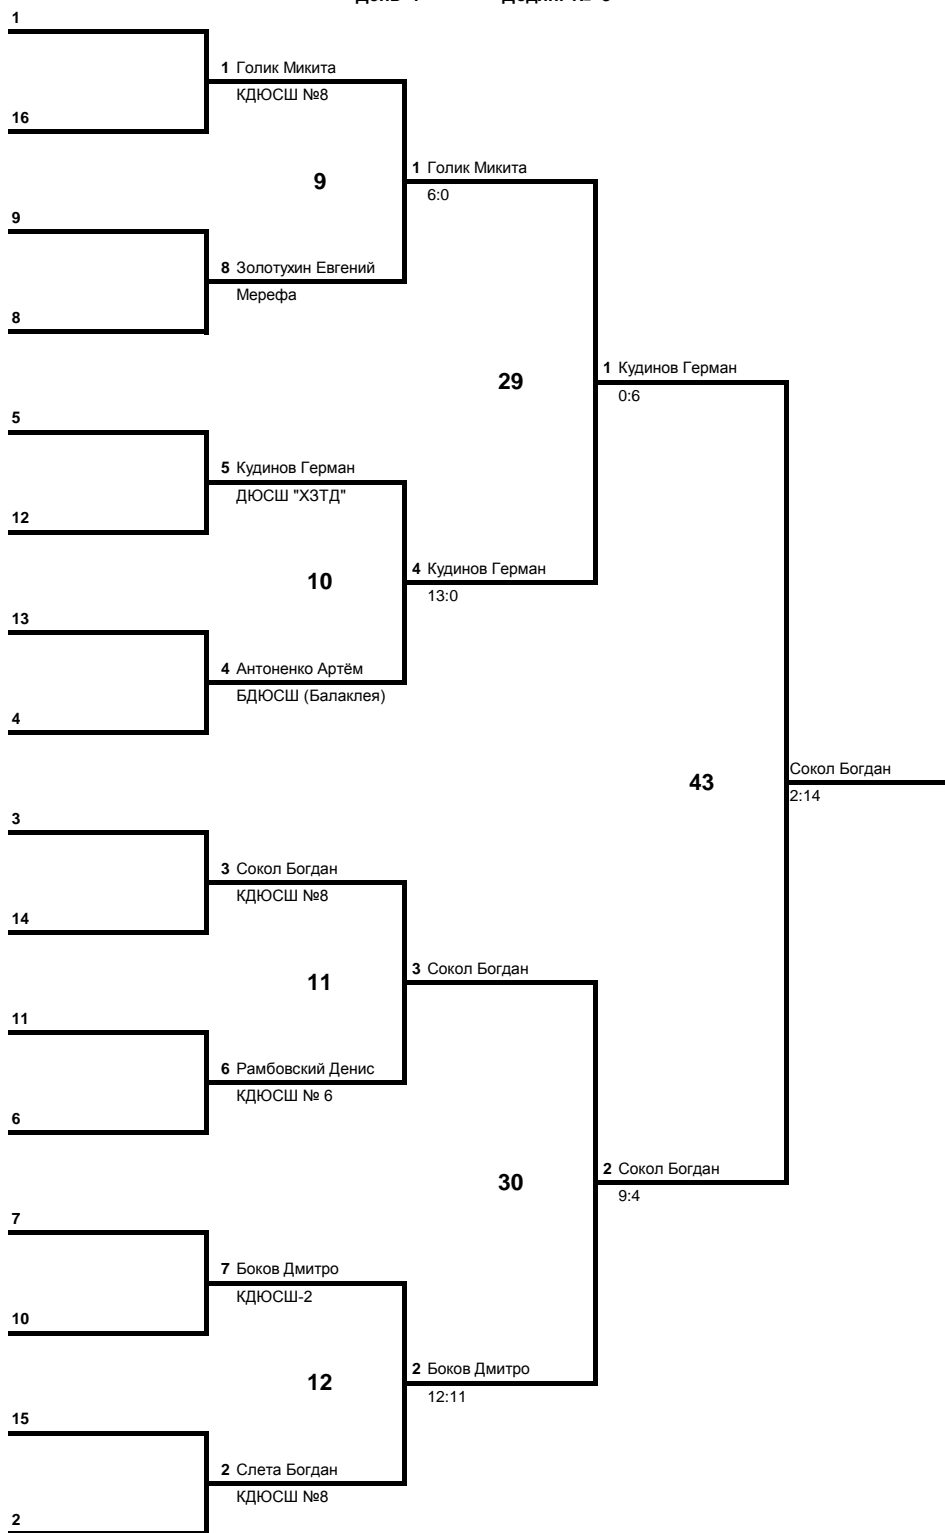 1
1 Голик Микита
КДЮСШ №8
16
1 Голик Микита
9
6:0
9
8 Золотухин Евгений
Мерефа
8
1 Кудинов Герман
29
0:6
5
5 Кудинов Герман
ДЮСШ "ХЗТД"
12
4 Кудинов Герман
10
13:0
13
4 Антоненко Артём
БДЮСШ (Балаклея)
4
Сокол Богдан
43
2:14
3
3 Сокол Богдан
КДЮСШ №8
14
3 Сокол Богдан
11
11
6 Рамбовский Денис
КДЮСШ № 6
6
2 Сокол Богдан
30
9:4
7
7 Боков Дмитро
КДЮСШ-2
10
2 Боков Дмитро
12
12:11
15
2 Слета Богдан
КДЮСШ №8
2